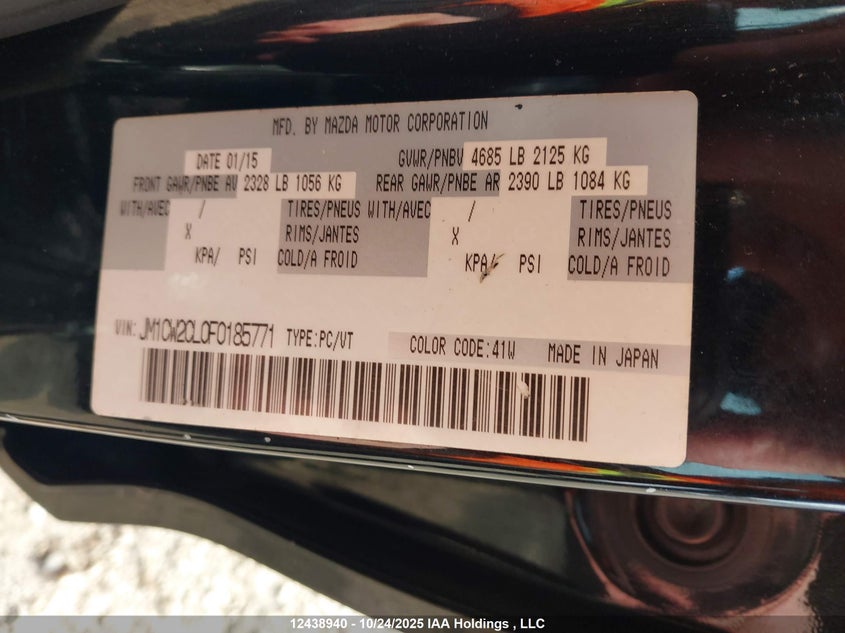 MFD. BY MAZDA MOTOR CORPORATION
DATE 01/15 GVWR/PNBV 4685 LB 2125 KG
FRONT GAWR/PNBE AV 2328 LB 1056 KG REAR GAWR/PNBE AR 2390 LB 1084 KG
WITH/AVEC / TIRES/PNEUS WITH/AVEC / TIRES/PNEUS
X RIMS/JANTES X RIMS/JANTES
KPA/ PSI COLD/A FROID KPA/ PSI COLD/A FROID
VIN: JM1CW2CL0F0185771 TYPE:PC/VT COLOR CODE:41W MADE IN JAPAN
12438940 - 10/24/2025 IAA Holdings , LLC